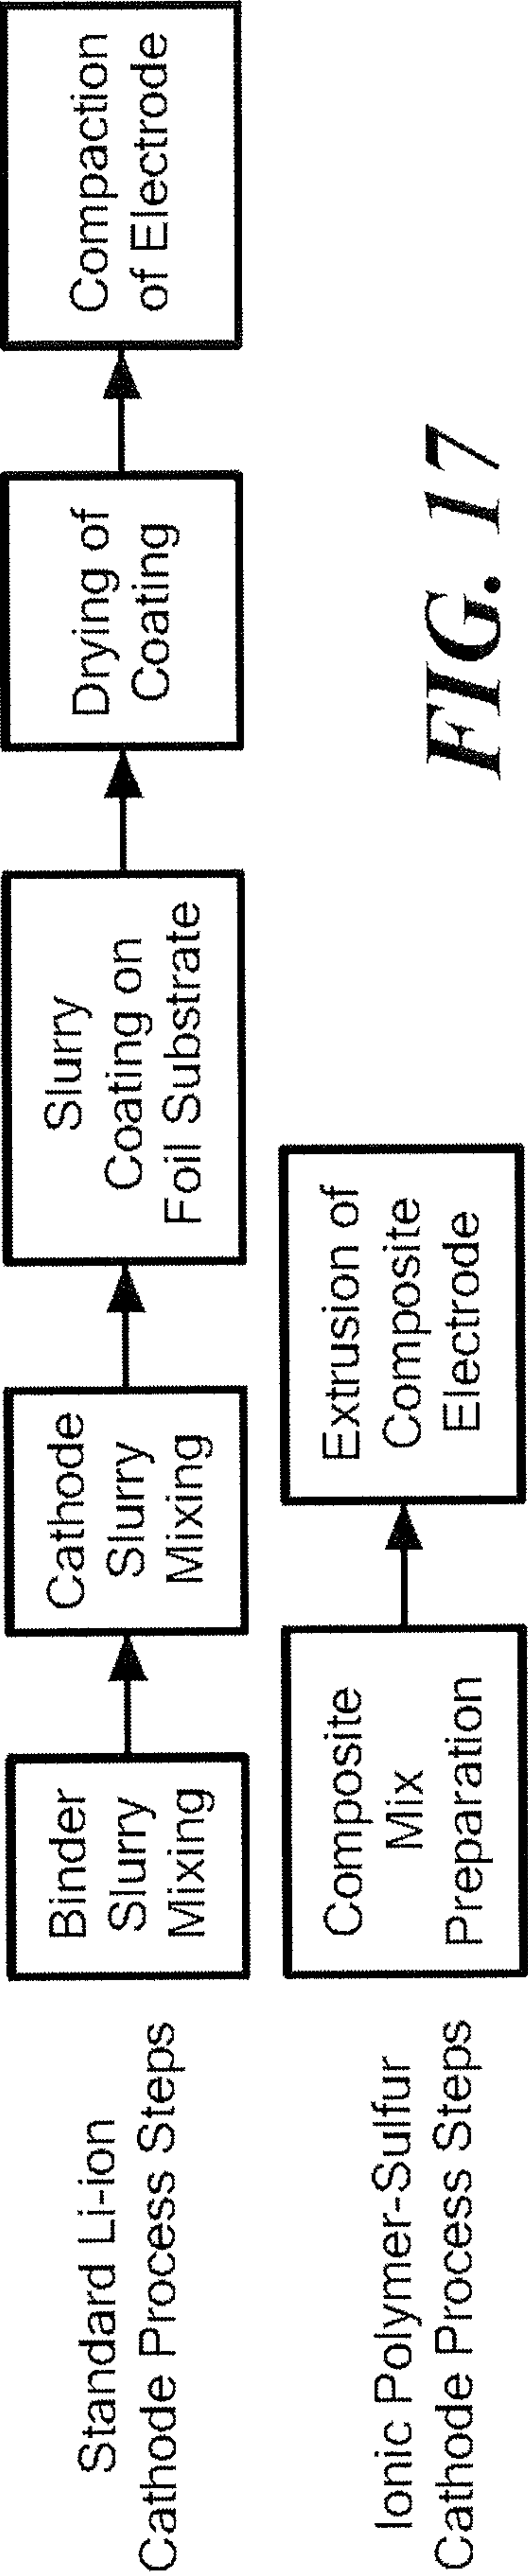 Standard Li-ion
Cathode Process Steps
Binder
Slurry
Mixing
Cathode
Slurry
Mixing
Slurry
Coating on
Foil Substrate
Drying of
Coating
Compaction
of Electrode
Ionic Polymer-Sulfur
Cathode Process Steps
Composite
Mix
Preparation
Extrusion of
Composite
Electrode
FIG. 17